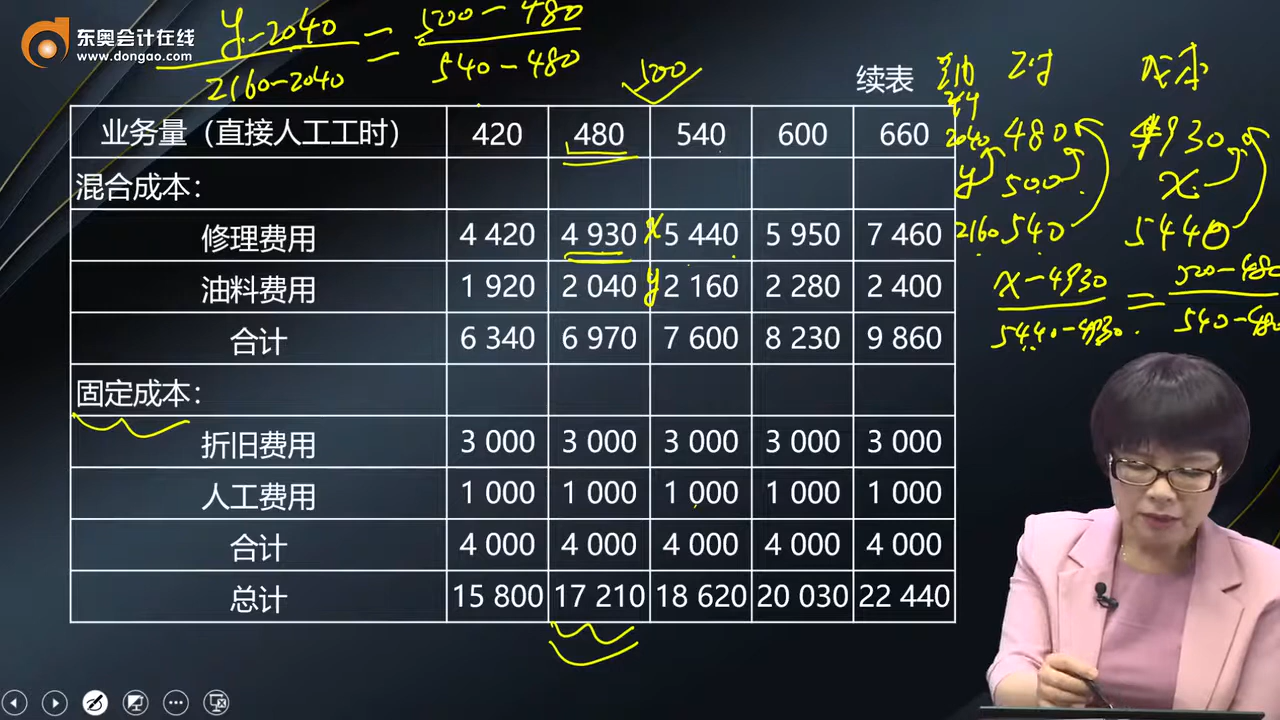 东奥会计在线
www.dongao.com
y-2040 / 2160-2040 = 500-480 / 540-480
500
续表
业务量（直接人工工时） 420 480 540 600 660
混合成本：
修理费用 4 420 4 930 x 5 440 5 950 7 460
油料费用 1 920 2 040 y 2 160 2 280 2 400
合计 6 340 6 970 7 600 8 230 9 860
固定成本：
折旧费用 3 000 3 000 3 000 3 000 3 000
人工费用 1 000 1 000 1 000 1 000 1 000
合计 4 000 4 000 4 000 4 000 4 000
总计 15 800 17 210 18 620 20 030 22 440
工时 成本
2040 480 4930
y 500 x
2160 540 5440
x-4930 / 5440-4930 = 500-480 / 540-480